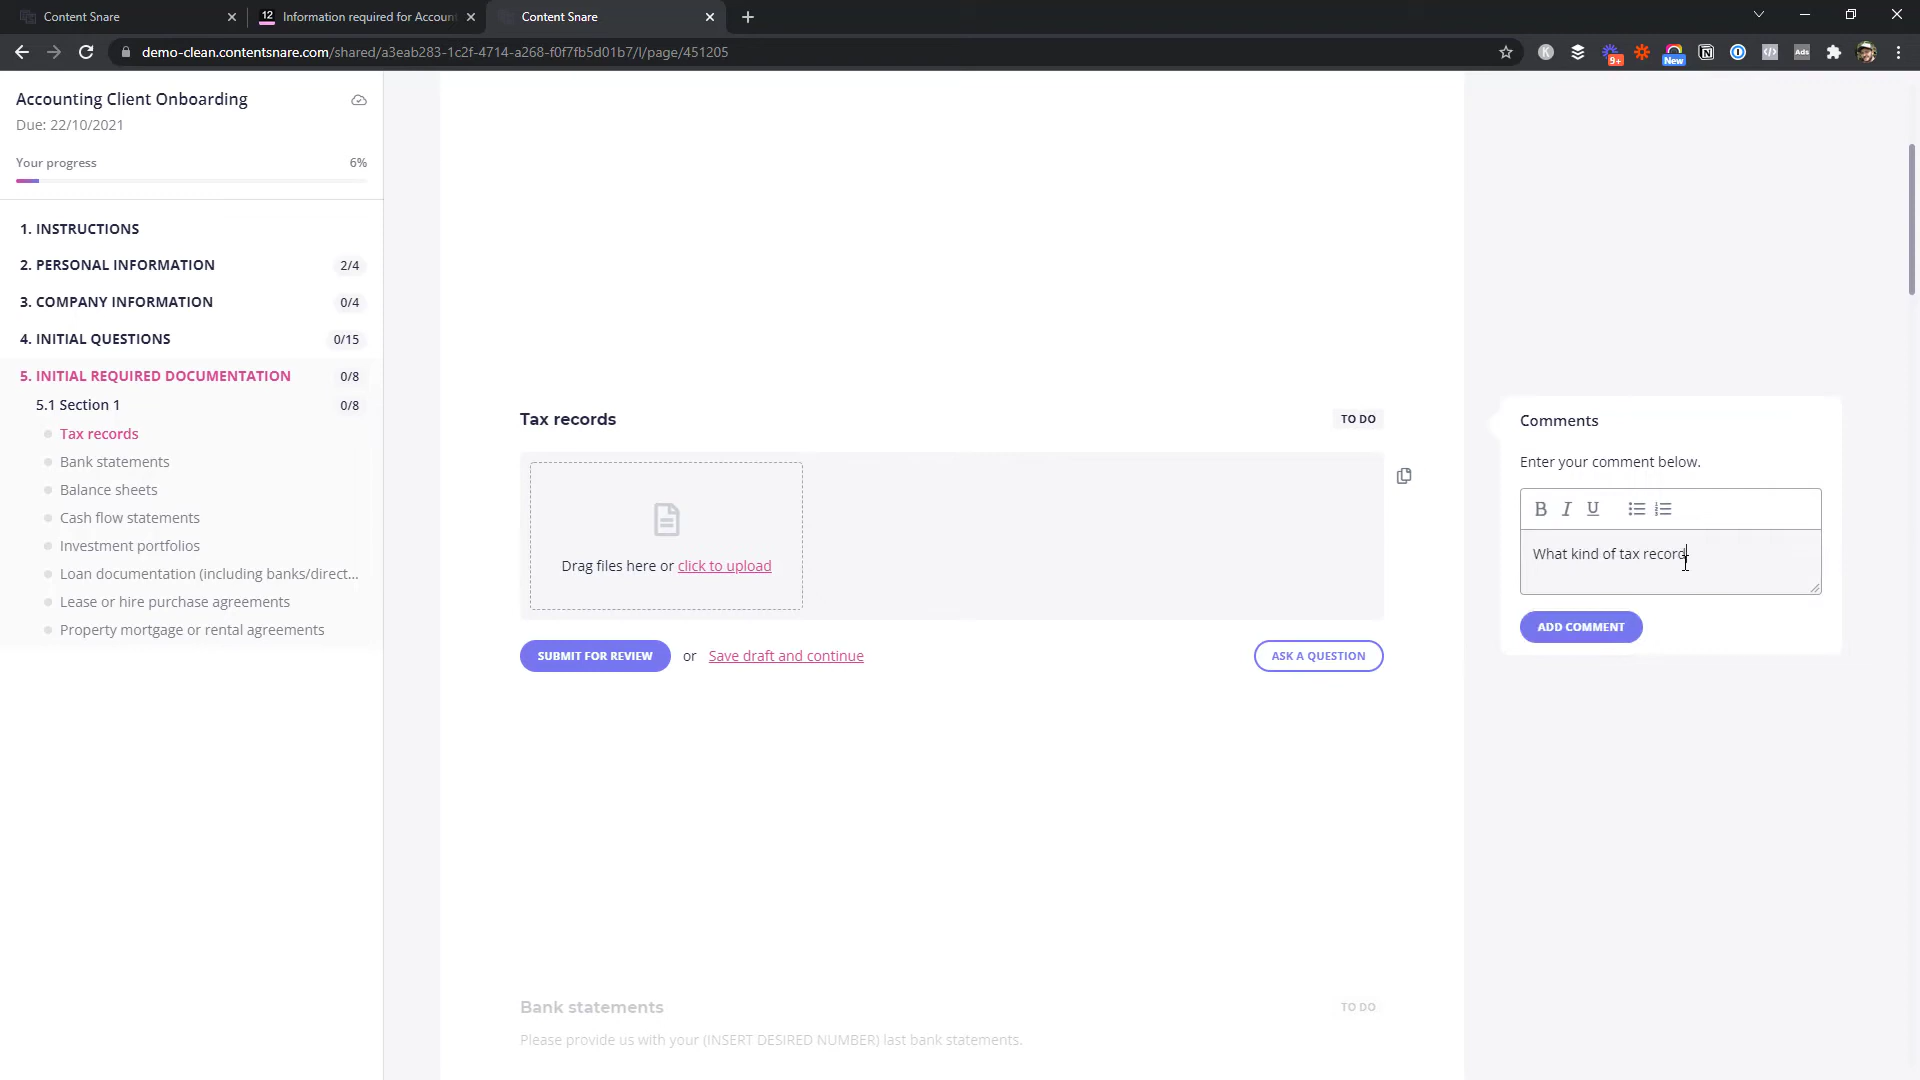 Content Snare
12 Information required for Account
Content Snare
demo-clean.contentsnare.com/shared/a3eab283-1c2f-4714-a268-f0f7fb5d01b7/l/page/451205
K
9+
New
Ads
Accounting Client Onboarding
Due: 22/10/2021
Your progress 6%
1. INSTRUCTIONS
2. PERSONAL INFORMATION 2/4
3. COMPANY INFORMATION 0/4
4. INITIAL QUESTIONS 0/15
5. INITIAL REQUIRED DOCUMENTATION 0/8
5.1 Section 1 0/8
Tax records
Bank statements
Balance sheets
Cash flow statements
Investment portfolios
Loan documentation (including banks/direct...
Lease or hire purchase agreements
Property mortgage or rental agreements
Tax records TO DO
Drag files here or click to upload
SUBMIT FOR REVIEW or Save draft and continue ASK A QUESTION
Bank statements TO DO
Please provide us with your (INSERT DESIRED NUMBER) last bank statements.
Comments
Enter your comment below.
B I U
What kind of tax record
ADD COMMENT